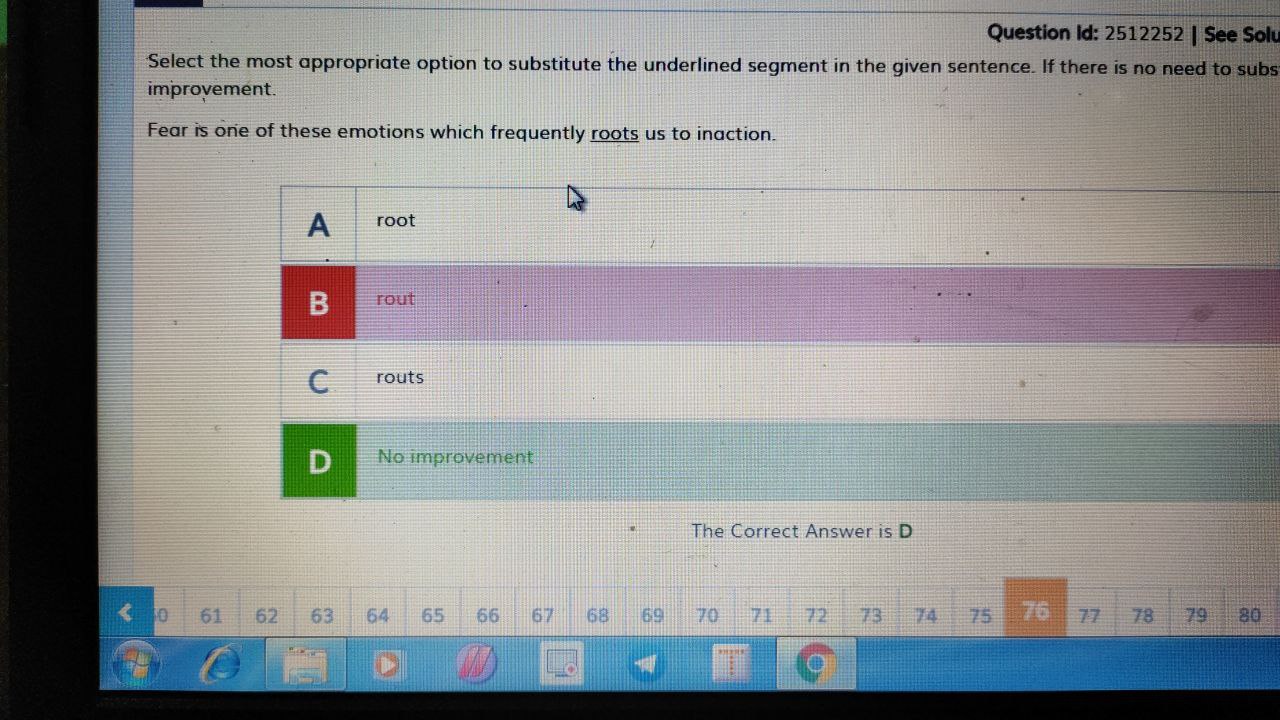 Question Id: 2512252 | See Solu
Select the most appropriate option to substitute the underlined segment in the given sentence. If there is no need to subs
improvement.
Fear is one of these emotions which frequently roots us to inaction.
A root
B rout
C routs
D No improvement
The Correct Answer is D
0 61 62 63 64 65 66 67 68 69 70 71 72 73 74 75 76 77 78 79 80